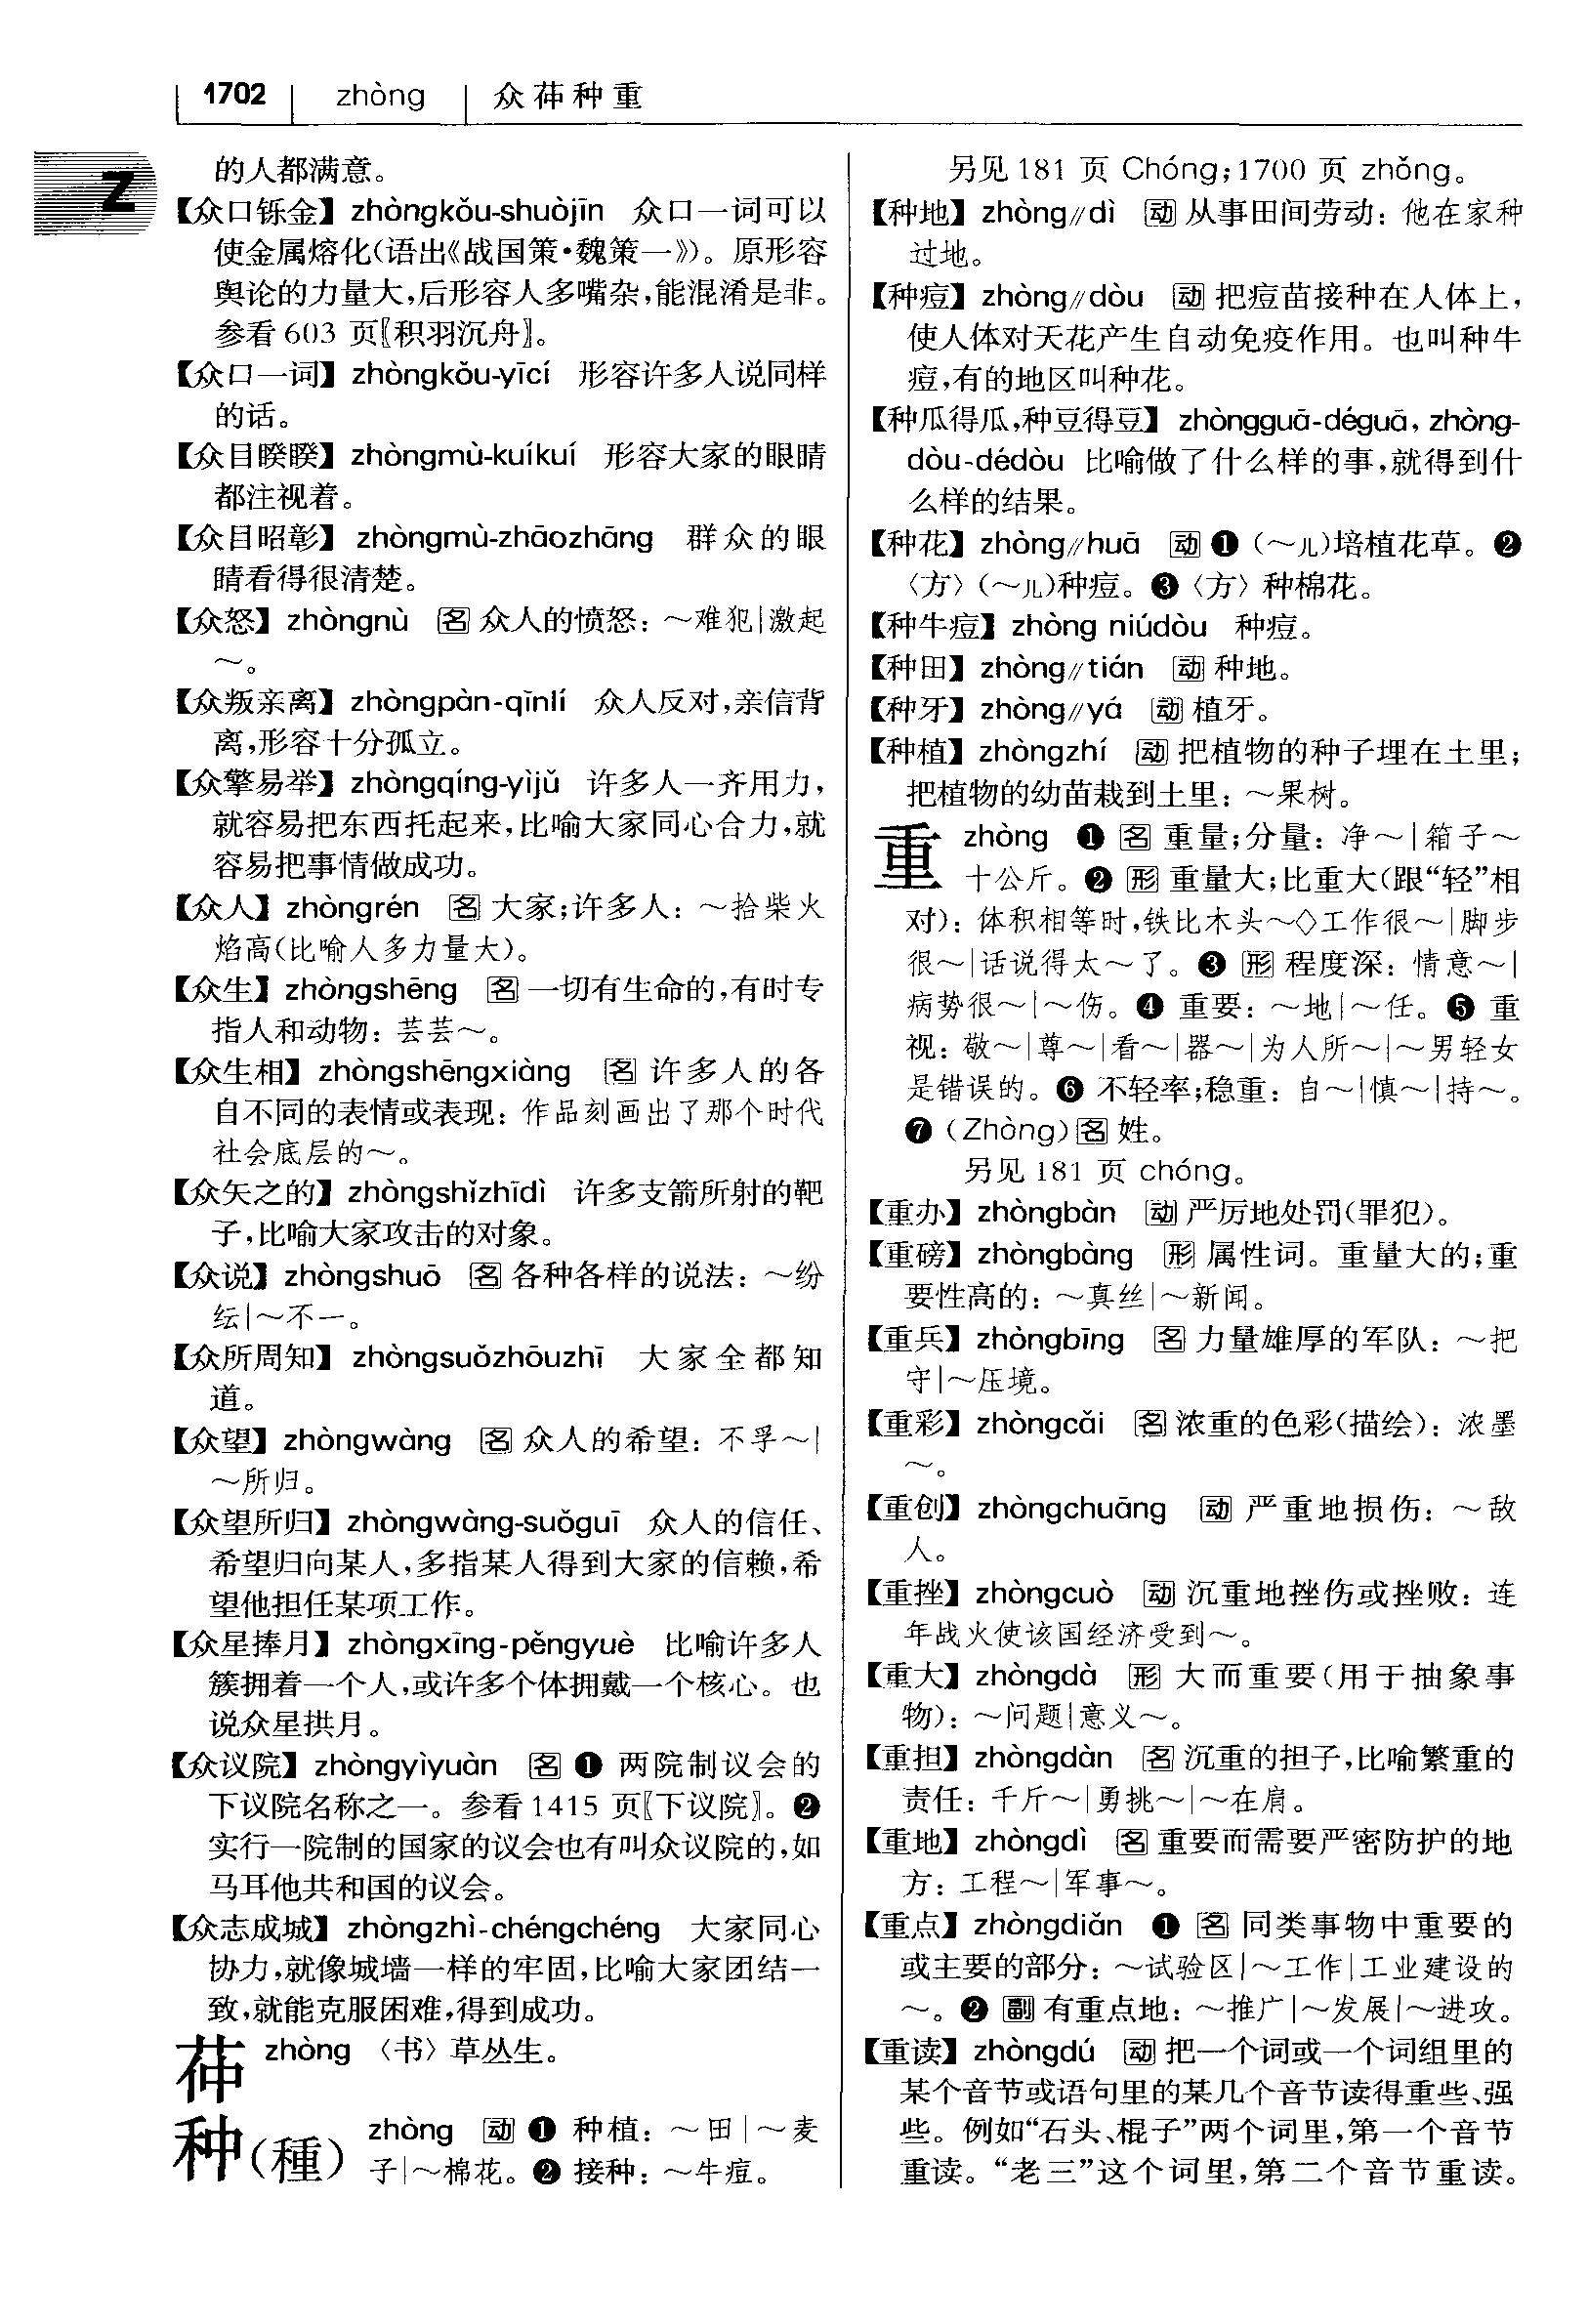 1702 zhòng 众茽种重
Z
的人都满意。
【众口铄金】zhòngkǒu-shuòjīn 众口一词可以
使金属熔化(语出《战国策·魏策一》)。原形容
舆论的力量大,后形容人多嘴杂,能混淆是非。
参看603 页〖积羽沉舟〗。
【众口一词】zhòngkǒu-yīcí 形容许多人说同样
的话。
【众目睽睽】zhòngmù-kuíkuí 形容大家的眼睛
都注视着。
【众目昭彰】zhòngmù-zhāozhāng 群众的眼
睛看得很清楚。
【众怒】zhòngnù 名 众人的愤怒:~难犯|激起
~。
【众叛亲离】zhòngpàn-qīnlí 众人反对,亲信背
离,形容十分孤立。
【众擎易举】zhòngqíng-yìjǔ 许多人一齐用力,
就容易把东西托起来,比喻大家同心合力,就
容易把事情做成功。
【众人】zhòngrén 名 大家;许多人:~拾柴火
焰高(比喻人多力量大)。
【众生】zhòngshēng 名 一切有生命的,有时专
指人和动物:芸芸~。
【众生相】zhòngshēngxiàng 名 许多人的各
自不同的表情或表现:作品刻画出了那个时代
社会底层的~。
【众矢之的】zhòngshǐzhīdì 许多支箭所射的靶
子,比喻大家攻击的对象。
【众说】zhòngshuō 名 各种各样的说法:~纷
纭|~不一。
【众所周知】zhòngsuǒzhōuzhī 大家全都知
道。
【众望】zhòngwàng 名 众人的希望:不孚~|
~所归。
【众望所归】zhòngwàng-suǒguī 众人的信任、
希望归向某人,多指某人得到大家的信赖,希
望他担任某项工作。
【众星捧月】zhòngxīng-pěngyuè 比喻许多人
簇拥着一个人,或许多个体拥戴一个核心。也
说众星拱月。
【众议院】zhòngyìyuàn 名 ❶ 两院制议会的
下议院名称之一。参看1415 页〖下议院〗。❷
实行一院制的国家的议会也有叫众议院的,如
马耳他共和国的议会。
【众志成城】zhòngzhì-chéngchéng 大家同心
协力,就像城墙一样的牢固,比喻大家团结一
致,就能克服困难,得到成功。
茽 zhòng 〈书〉草丛生。
种(種) zhòng 动 ❶ 种植:~田|~麦
子|~棉花。❷ 接种:~牛痘。
另见181 页 Chóng;1700 页 zhǒng。
【种地】zhòng∥dì 动 从事田间劳动:他在家种
过地。
【种痘】zhòng∥dòu 动 把痘苗接种在人体上,
使人体对天花产生自动免疫作用。也叫种牛
痘,有的地区叫种花。
【种瓜得瓜,种豆得豆】zhòngguā-déguā, zhòng-
dòu-dédòu 比喻做了什么样的事,就得到什
么样的结果。
【种花】zhòng∥huā 动 ❶(~儿)培植花草。❷
〈方〉(~儿)种痘。❸〈方〉种棉花。
【种牛痘】zhòng niúdòu 种痘。
【种田】zhòng∥tián 动 种地。
【种牙】zhòng∥yá 动 植牙。
【种植】zhòngzhí 动 把植物的种子埋在土里;
把植物的幼苗栽到土里:~果树。
重 zhòng ❶ 名 重量;分量:净~|箱子~
十公斤。❷ 形 重量大;比重大(跟“轻”相
对):体积相等时,铁比木头~◇工作很~|脚步
很~|话说得太~了。❸ 形 程度深:情意~|
病势很~|~伤。❹ 重要:~地|~任。❺ 重
视:敬~|尊~|看~|器~|为人所~|~男轻女
是错误的。❻ 不轻率;稳重:自~|慎~|持~。
❼(Zhòng)名 姓。
另见181 页 chóng。
【重办】zhòngbàn 动 严厉地处罚(罪犯)。
【重磅】zhòngbàng 形 属性词。重量大的;重
要性高的:~真丝|~新闻。
【重兵】zhòngbīng 名 力量雄厚的军队:~把
守|~压境。
【重彩】zhòngcǎi 名 浓重的色彩(描绘):浓墨
~。
【重创】zhòngchuāng 动 严重地损伤:~敌
人。
【重挫】zhòngcuò 动 沉重地挫伤或挫败:连
年战火使该国经济受到~。
【重大】zhòngdà 形 大而重要(用于抽象事
物):~问题|意义~。
【重担】zhòngdàn 名 沉重的担子,比喻繁重的
责任:千斤~|勇挑~|~在肩。
【重地】zhòngdì 名 重要而需要严密防护的地
方:工程~|军事~。
【重点】zhòngdiǎn ❶ 名 同类事物中重要的
或主要的部分:~试验区|~工作|工业建设的
~。❷ 副 有重点地:~推广|~发展|~进攻。
【重读】zhòngdú 动 把一个词或一个词组里的
某个音节或语句里的某几个音节读得重些、强
些。例如“石头、棍子”两个词里,第一个音节
重读。“老三”这个词里,第二个音节重读。